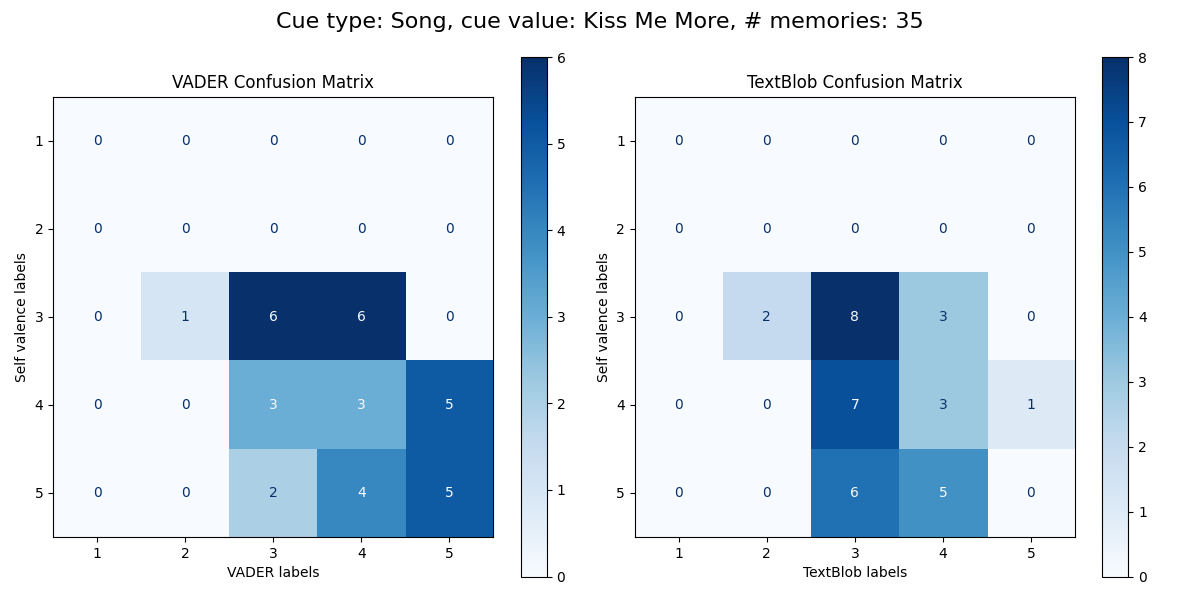 Cue type: Song, cue value: Kiss Me More, # memories: 35
VADER Confusion Matrix
Self valence labels
1 0 0 0 0 0
2 0 0 0 0 0
3 0 1 6 6 0
4 0 0 3 3 5
5 0 0 2 4 5
1 2 3 4 5
VADER labels
6
5
4
3
2
1
0
TextBlob Confusion Matrix
Self valence labels
1 0 0 0 0 0
2 0 0 0 0 0
3 0 2 8 3 0
4 0 0 7 3 1
5 0 0 6 5 0
1 2 3 4 5
TextBlob labels
8
7
6
5
4
3
2
1
0